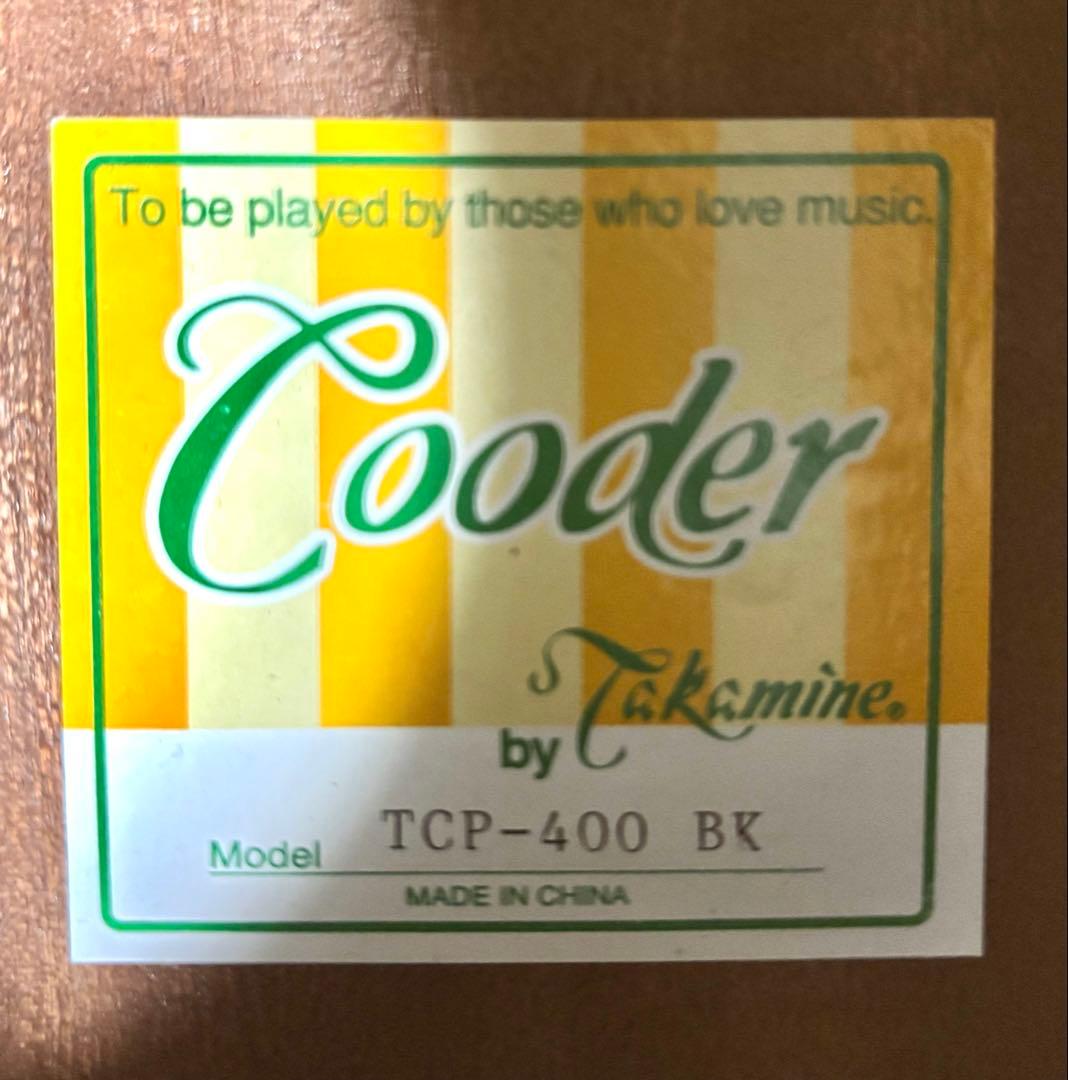 To be played by those who love music.
Cooder
by Takamine®
Model TCP-400 BK
MADE IN CHINA